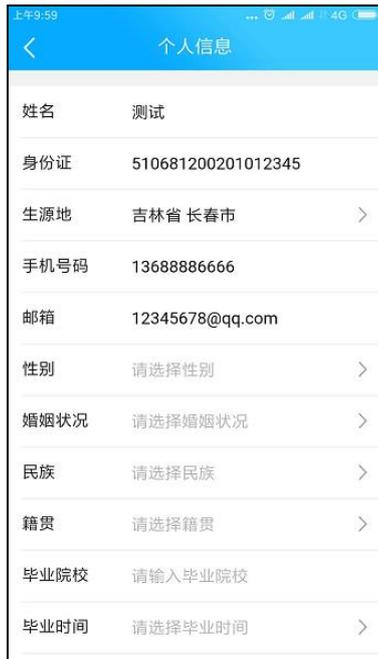 上午9:59 ... 4G
个人信息
姓名 测试
身份证 510681200201012345
生源地 吉林省 长春市
手机号码 13688886666
邮箱 12345678@qq.com
性别 请选择性别
婚姻状况 请选择婚姻状况
民族 请选择民族
籍贯 请选择籍贯
毕业院校 请输入毕业院校
毕业时间 请选择毕业时间